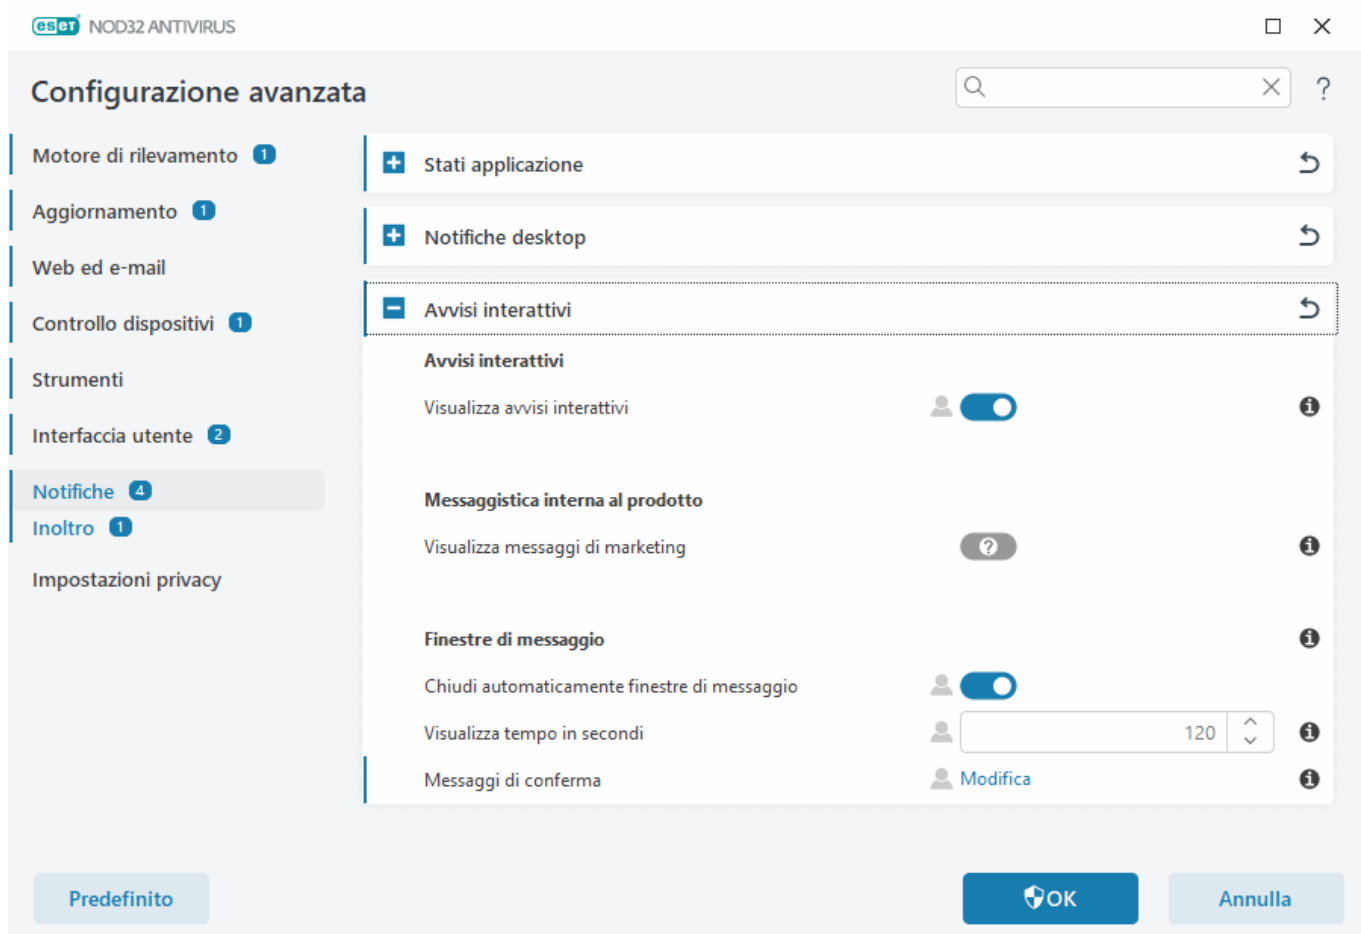 eset NOD32 ANTIVIRUS
Configurazione avanzata
?
Motore di rilevamento 1
Aggiornamento 1
Web ed e-mail
Controllo dispositivi 1
Strumenti
Interfaccia utente 2
Notifiche 4
Inoltro 1
Impostazioni privacy
Stati applicazione
Notifiche desktop
Avvisi interattivi
Avvisi interattivi
Visualizza avvisi interattivi
Messaggistica interna al prodotto
Visualizza messaggi di marketing ?
Finestre di messaggio
Chiudi automaticamente finestre di messaggio
Visualizza tempo in secondi 120
Messaggi di conferma Modifica
Predefinito
OK
Annulla